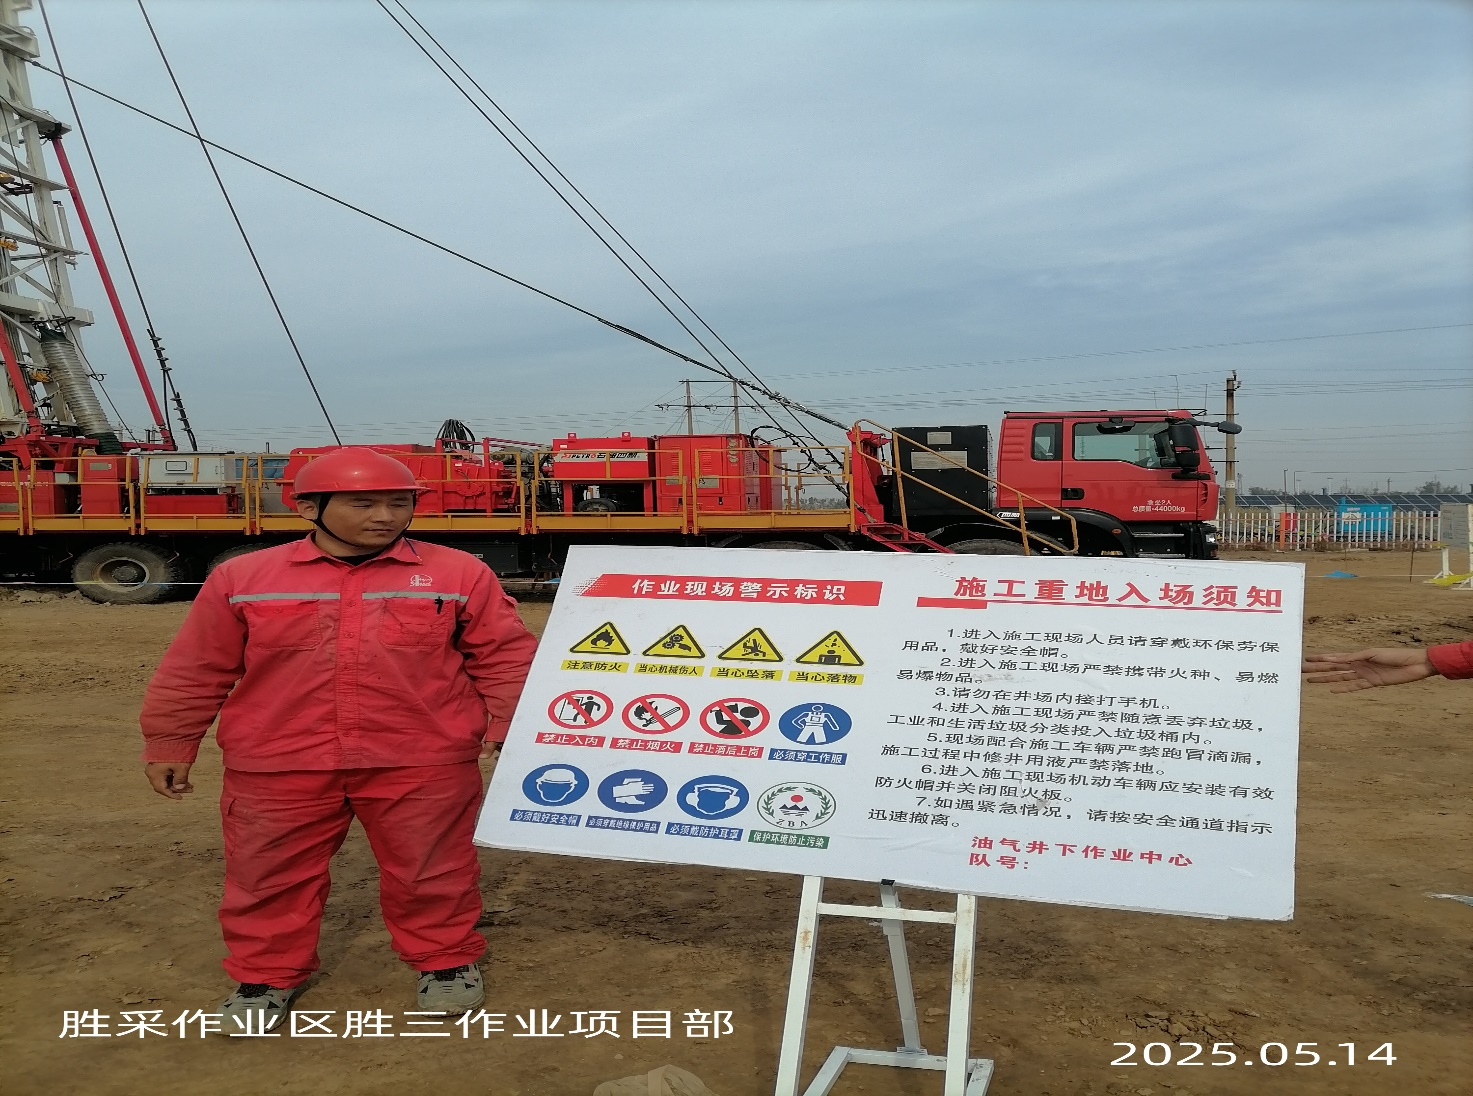 作业现场警示标识
注意防火
当心机械伤人
当心坠落
当心落物
禁止入内
禁止烟火
禁止酒后上岗
必须穿工作服
必须戴好安全帽
必须穿戴绝缘保护用品
必须戴防护耳罩
ZBA
保护环境防止污染
施工重地入场须知
1.进入施工现场人员请穿戴环保劳保
用品，戴好安全帽。
2.进入施工现场严禁携带火种、易燃
易爆物品。
3.请勿在井场内接打手机。
4.进入施工现场严禁随意丢弃垃圾，
工业和生活垃圾分类投入垃圾桶内。
5.现场配合施工车辆严禁跑冒滴漏，
施工过程中修井用液严禁落地。
6.进入施工现场机动车辆应安装有效
防火帽并关闭阻火板。
7.如遇紧急情况，请按安全通道指示
迅速撤离。
油气井下作业中心
队号:
准乘2人
总质量-44000kg
胜采作业区胜三作业项目部
2025.05.14